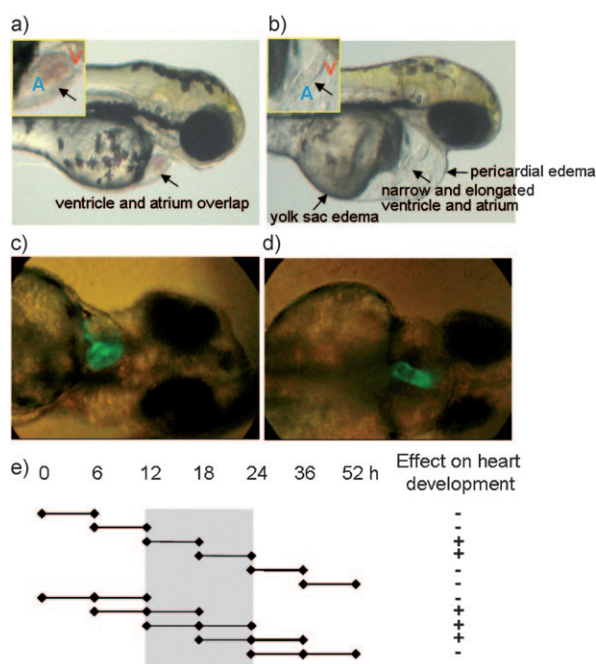 a)
V
A
ventricle and atrium overlap
b)
V
A
pericardial edema
narrow and elongated
ventricle and atrium
yolk sac edema
c)
d)
e)
0 6 12 18 24 36 52 h
Effect on heart
development
-
-
+
+
-
-
-
+
+
+
-